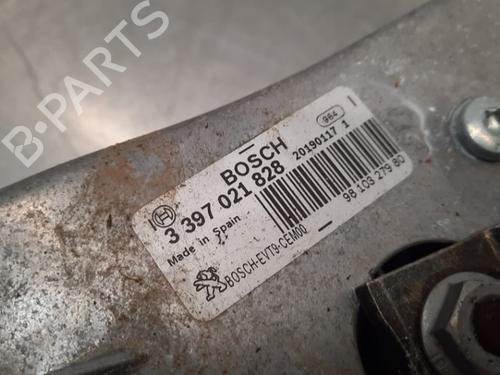 B-PARTS
BOSCH
964
3 397 021 828
20190117 1
Made in Spain
98 103 279 80
BOSCH-EVT9-CEM00